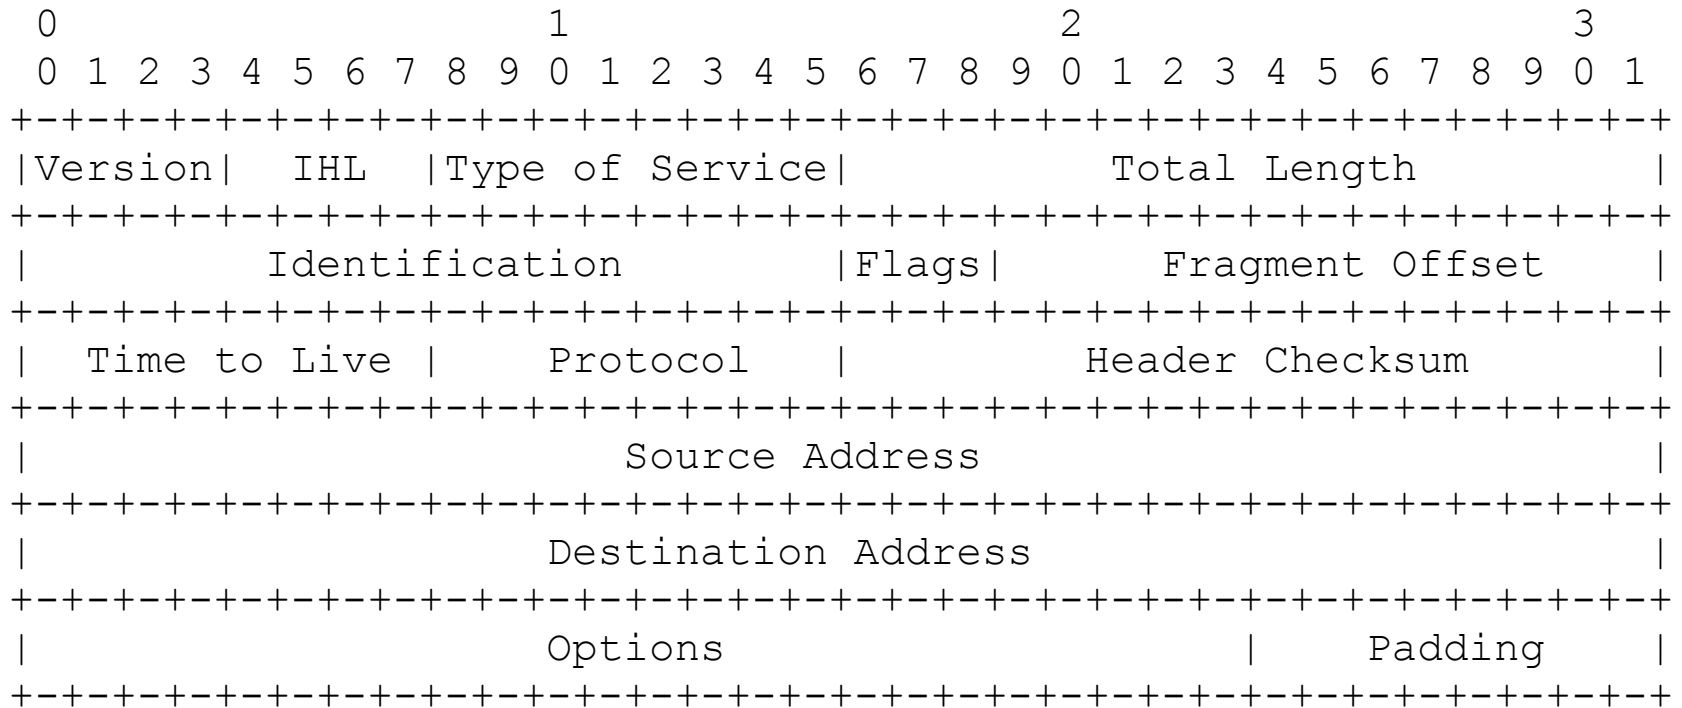 0                   1                   2                   3
 0 1 2 3 4 5 6 7 8 9 0 1 2 3 4 5 6 7 8 9 0 1 2 3 4 5 6 7 8 9 0 1
+-+-+-+-+-+-+-+-+-+-+-+-+-+-+-+-+-+-+-+-+-+-+-+-+-+-+-+-+-+-+-+-+
|Version|  IHL  |Type of Service|          Total Length         |
+-+-+-+-+-+-+-+-+-+-+-+-+-+-+-+-+-+-+-+-+-+-+-+-+-+-+-+-+-+-+-+-+
|         Identification        |Flags|      Fragment Offset    |
+-+-+-+-+-+-+-+-+-+-+-+-+-+-+-+-+-+-+-+-+-+-+-+-+-+-+-+-+-+-+-+-+
|  Time to Live |    Protocol   |         Header Checksum       |
+-+-+-+-+-+-+-+-+-+-+-+-+-+-+-+-+-+-+-+-+-+-+-+-+-+-+-+-+-+-+-+-+
|                       Source Address                          |
+-+-+-+-+-+-+-+-+-+-+-+-+-+-+-+-+-+-+-+-+-+-+-+-+-+-+-+-+-+-+-+-+
|                    Destination Address                        |
+-+-+-+-+-+-+-+-+-+-+-+-+-+-+-+-+-+-+-+-+-+-+-+-+-+-+-+-+-+-+-+-+
|                    Options                    |    Padding    |
+-+-+-+-+-+-+-+-+-+-+-+-+-+-+-+-+-+-+-+-+-+-+-+-+-+-+-+-+-+-+-+-+